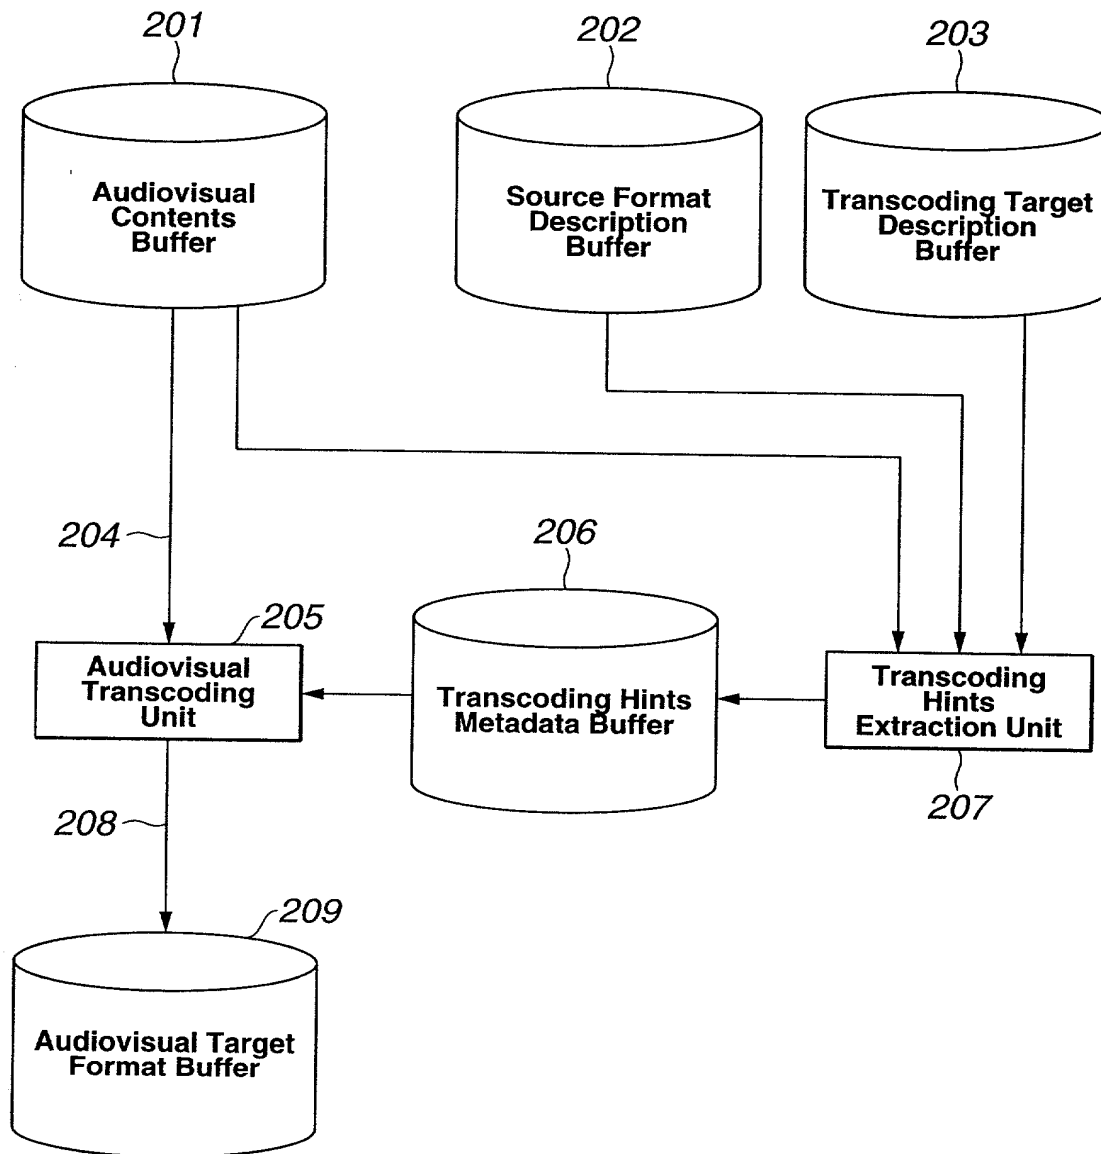 201
202
203
Audiovisual
Contents
Buffer
Source Format
Description
Buffer
Transcoding Target
Description
Buffer
204
206
205
Audiovisual
Transcoding
Unit
Transcoding Hints
Metadata Buffer
Transcoding
Hints
Extraction Unit
207
208
209
Audiovisual Target
Format Buffer